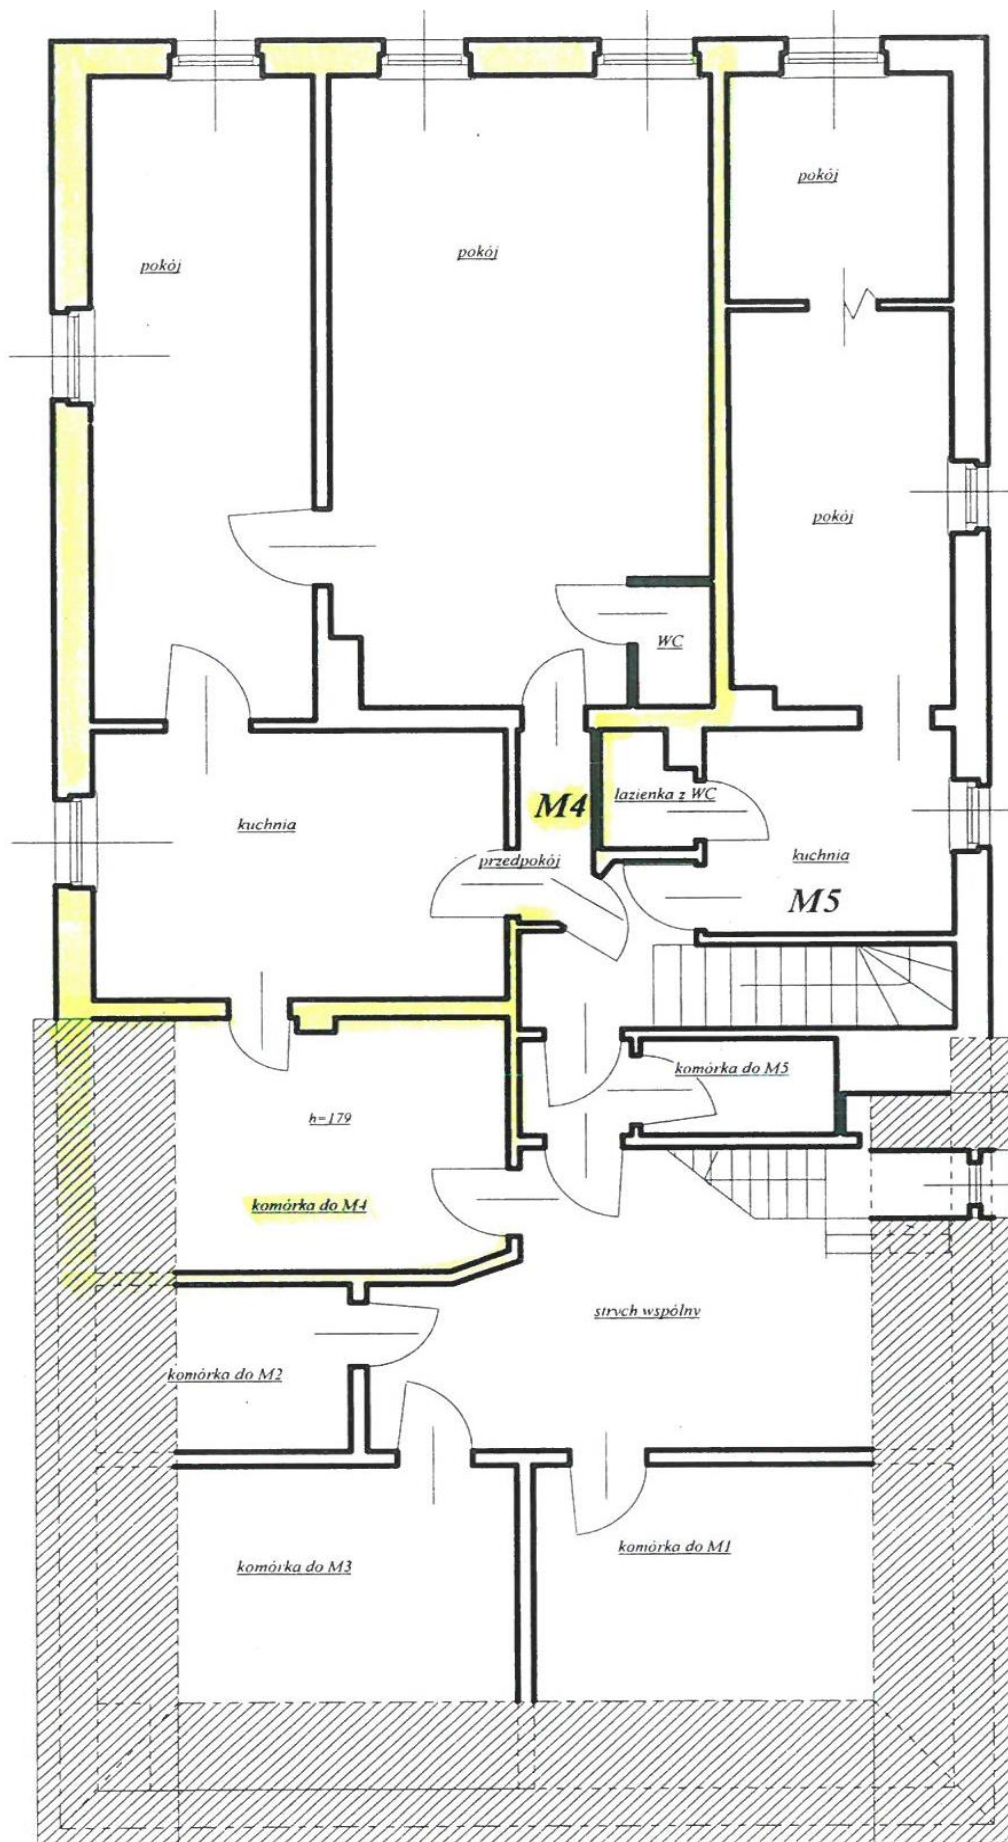 pokój
pokój
pokój
pokój
WC
łazienka z WC
M4
kuchnia
przedpokój
kuchnia
M5
komórka do M5
h=179
komórka do M4
strych wspólny
komórka do M2
komórka do M1
komórka do M3